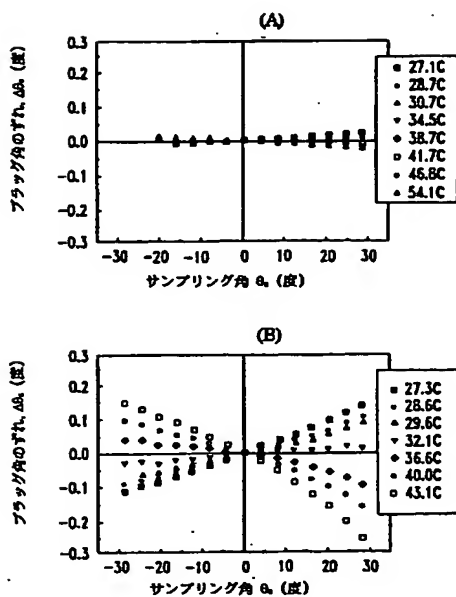 (A)
ブラッグ角のずれ, Δθₑ (度)
0.3
0.2
0.1
0.0
-0.1
-0.2
-0.3
-30 -20 -10 0 10 20 30
サンプリング角 θₑ (度)
27.1C
28.7C
30.7C
34.5C
38.7C
41.7C
46.8C
54.1C
(B)
ブラッグ角のずれ, Δθₑ (度)
0.3
0.2
0.1
0.0
-0.1
-0.2
-0.3
-30 -20 -10 0 10 20 30
サンプリング角 θₑ (度)
27.3C
28.6C
29.6C
32.1C
36.6C
40.0C
43.1C